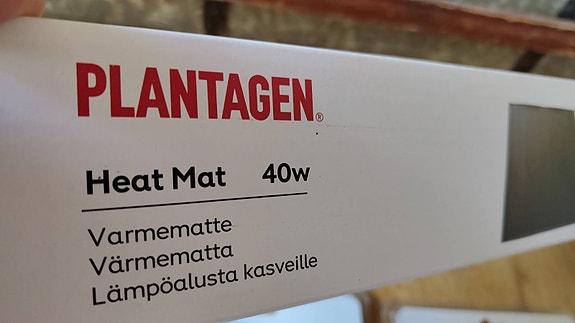 PLANTAGEN®
Heat Mat 40w
Varmematte
Värmematta
Lämpöalusta kasveille